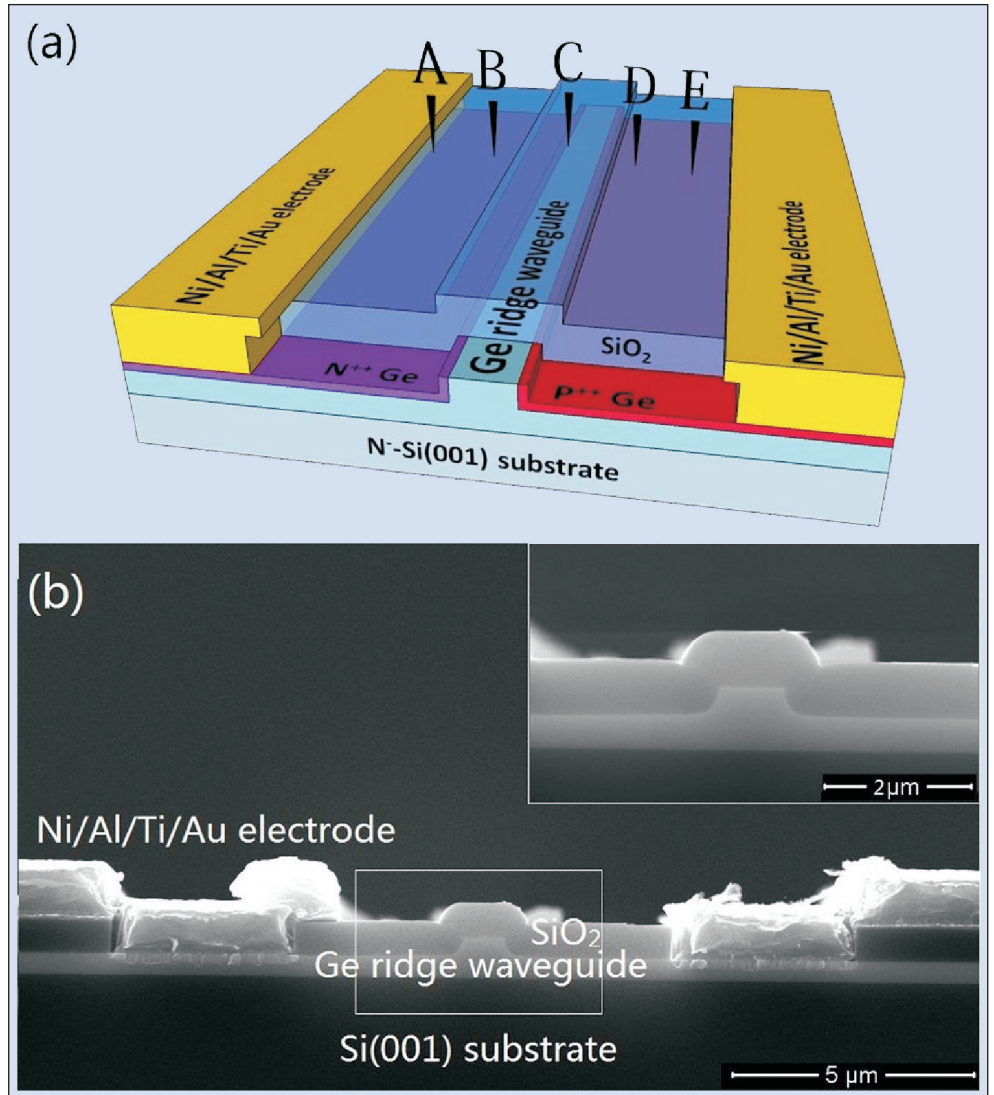 (a)
A B C D E
Ni/Al/Ti/Au electrode
Ge ridge waveguide
Ni/Al/Ti/Au electrode
SiO₂
N⁺⁺ Ge
P⁺⁺ Ge
N⁻-Si(001) substrate
(b)
2μm
Ni/Al/Ti/Au electrode
SiO₂
Ge ridge waveguide
Si(001) substrate
5 μm